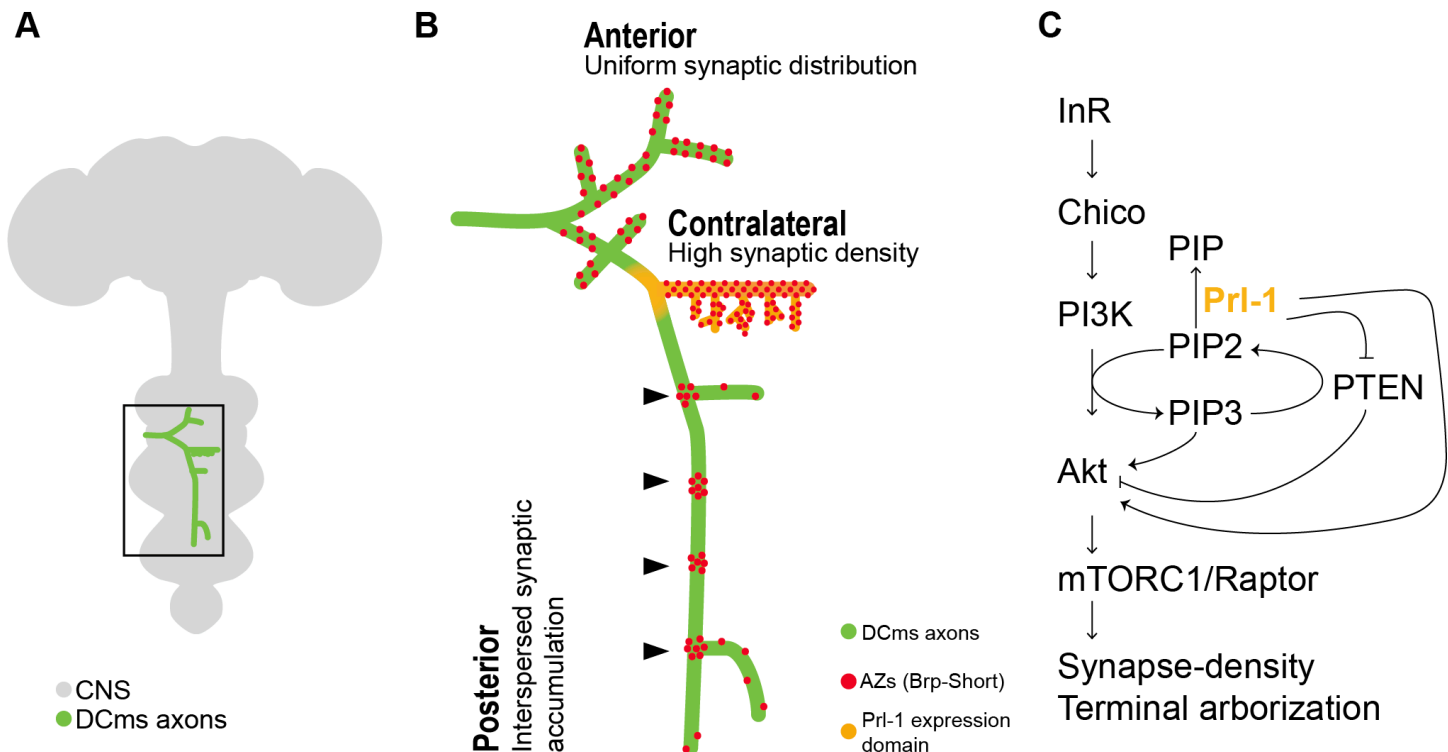 A
CNS
DCms axons
B
Anterior
Uniform synaptic distribution
Contralateral
High synaptic density
Posterior
Interspersed synaptic
accumulation
DCms axons
AZs (Brp-Short)
Prl-1 expression
domain
C
InR
Chico
PIP
Prl-1
PI3K
PIP2
PTEN
PIP3
Akt
mTORC1/Raptor
Synapse-density
Terminal arborization